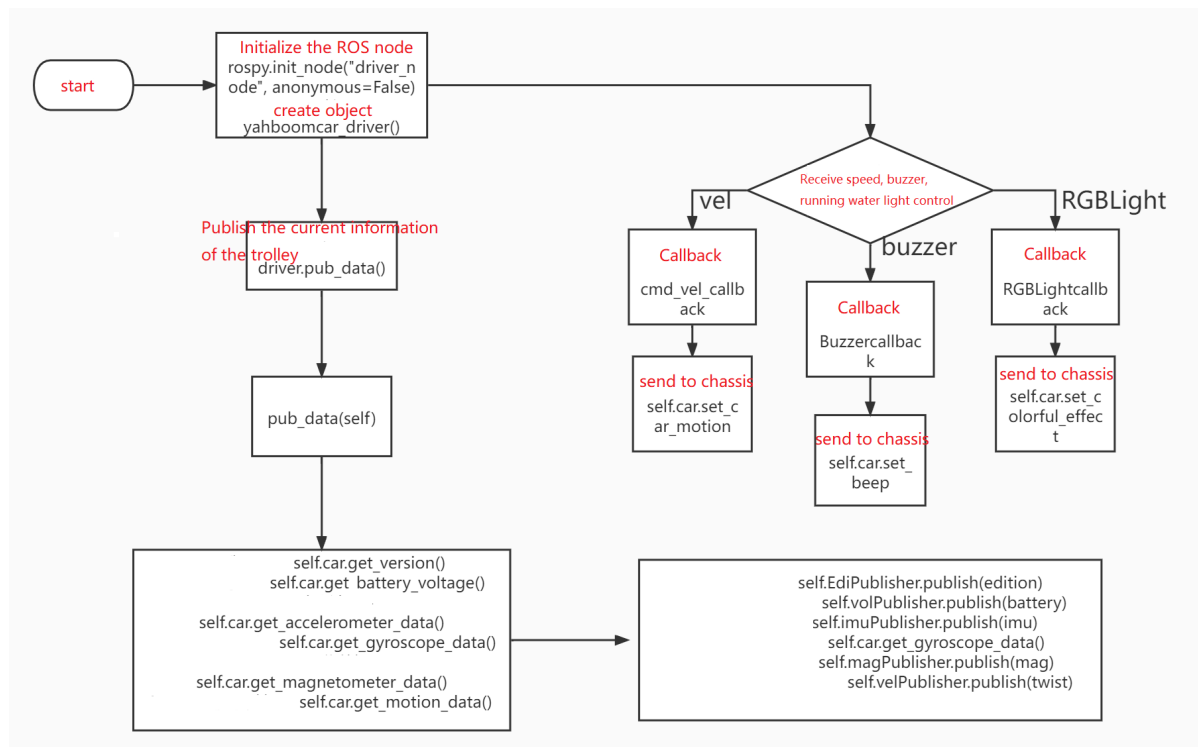 start
Initialize the ROS node
rospy.init_node("driver_n
ode", anonymous=False)
create object
yahboomcar_driver()
Publish the current information
of the trolley
driver.pub_data()
pub_data(self)
self.car.get_version()
self.car.get battery_voltage()
self.car.get_accelerometer_data()
self.car.get_gyroscope_data()
self.car.get_magnetometer_data()
self.car.get_motion_data()
self.EdiPublisher.publish(edition)
self.volPublisher.publish(battery)
self.imuPublisher.publish(imu)
self.car.get_gyroscope_data()
self.magPublisher.publish(mag)
self.velPublisher.publish(twist)
Receive speed, buzzer,
running water light control
vel
Callback
cmd_vel_callb
ack
send to chassis
self.car.set_c
ar_motion
buzzer
Callback
Buzzercallbac
k
send to chassis
self.car.set_
beep
RGBLight
Callback
RGBLightcallb
ack
send to chassis
self.car.set_c
olorful_effec
t